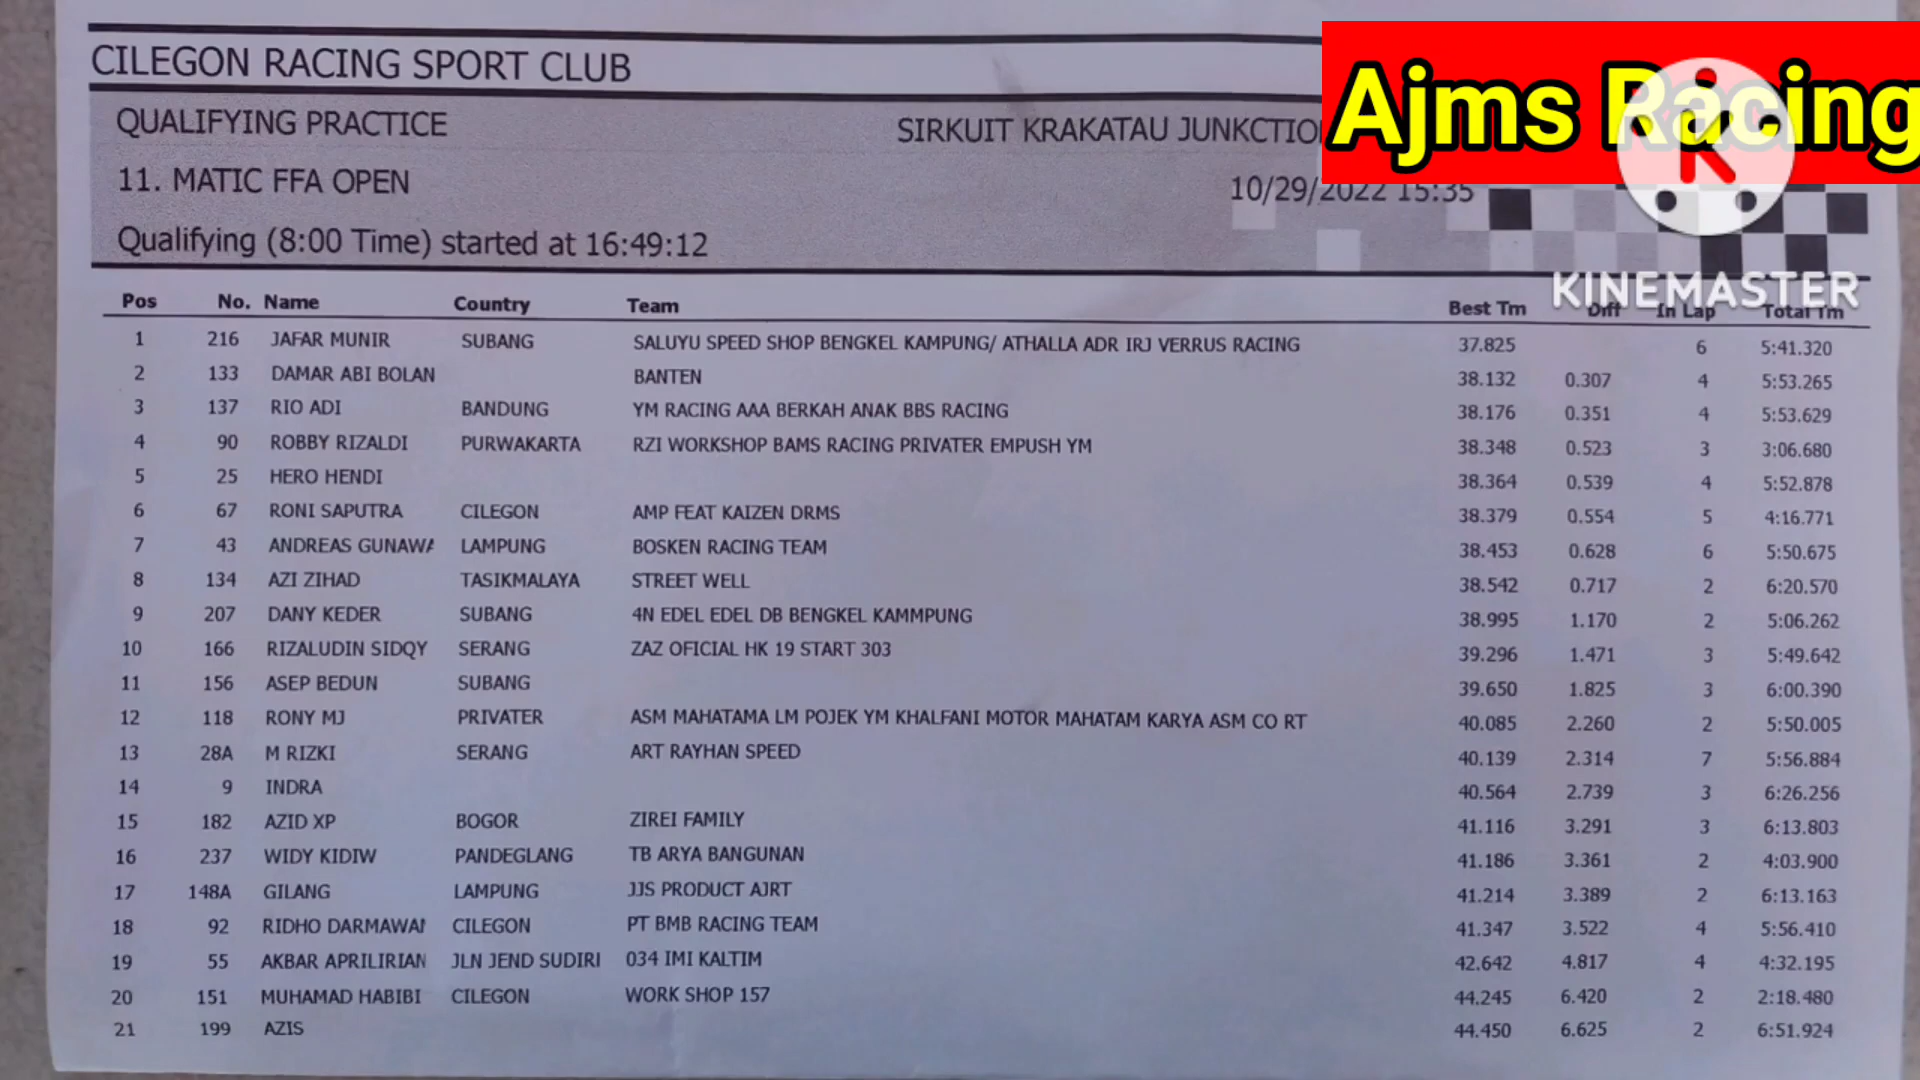 CILEGON RACING SPORT CLUB
Ajms Racing
QUALIFYING PRACTICE SIRKUIT KRAKATAU JUNKCTIO
11. MATIC FFA OPEN 10/29/2022 15:35
Qualifying (8:00 Time) started at 16:49:12
KINEMASTER
Pos No. Name Country Team Best Tm Diff In Lap Total Tm
1 216 JAFAR MUNIR SUBANG SALUYU SPEED SHOP BENGKEL KAMPUNG/ ATHALLA ADR IRJ VERRUS RACING 37.825 6 5:41.320
2 133 DAMAR ABI BOLAN BANTEN 38.132 0.307 4 5:53.265
3 137 RIO ADI BANDUNG YM RACING AAA BERKAH ANAK BBS RACING 38.176 0.351 4 5:53.629
4 90 ROBBY RIZALDI PURWAKARTA RZI WORKSHOP BAMS RACING PRIVATER EMPUSH YM 38.348 0.523 3 3:06.680
5 25 HERO HENDI 38.364 0.539 4 5:52.878
6 67 RONI SAPUTRA CILEGON AMP FEAT KAIZEN DRMS 38.379 0.554 5 4:16.771
7 43 ANDREAS GUNAWA LAMPUNG BOSKEN RACING TEAM 38.453 0.628 6 5:50.675
8 134 AZI ZIHAD TASIKMALAYA STREET WELL 38.542 0.717 2 6:20.570
9 207 DANY KEDER SUBANG 4N EDEL EDEL DB BENGKEL KAMMPUNG 38.995 1.170 2 5:06.262
10 166 RIZALUDIN SIDQY SERANG ZAZ OFICIAL HK 19 START 303 39.296 1.471 3 5:49.642
11 156 ASEP BEDUN SUBANG 39.650 1.825 3 6:00.390
12 118 RONY MJ PRIVATER ASM MAHATAMA LM POJEK YM KHALFANI MOTOR MAHATAM KARYA ASM CO RT 40.085 2.260 2 5:50.005
13 28A M RIZKI SERANG ART RAYHAN SPEED 40.139 2.314 7 5:56.884
14 9 INDRA 40.564 2.739 3 6:26.256
15 182 AZID XP BOGOR ZIREI FAMILY 41.116 3.291 3 6:13.803
16 237 WIDY KIDIW PANDEGLANG TB ARYA BANGUNAN 41.186 3.361 2 4:03.900
17 148A GILANG LAMPUNG JJS PRODUCT AJRT 41.214 3.389 2 6:13.163
18 92 RIDHO DARMAWAN CILEGON PT BMB RACING TEAM 41.347 3.522 4 5:56.410
19 55 AKBAR APRILIRIAN JLN JEND SUDIRI 034 IMI KALTIM 42.642 4.817 4 4:32.195
20 151 MUHAMAD HABIBI CILEGON WORK SHOP 157 44.245 6.420 2 2:18.480
21 199 AZIS 44.450 6.625 2 6:51.924